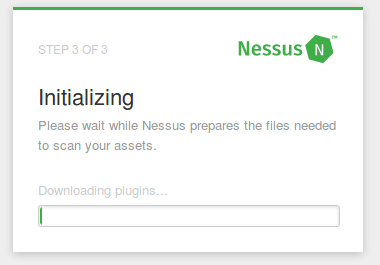 STEP 3 OF 3
Nessus N ™
Initializing
Please wait while Nessus prepares the files needed
to scan your assets.
Downloading plugins...